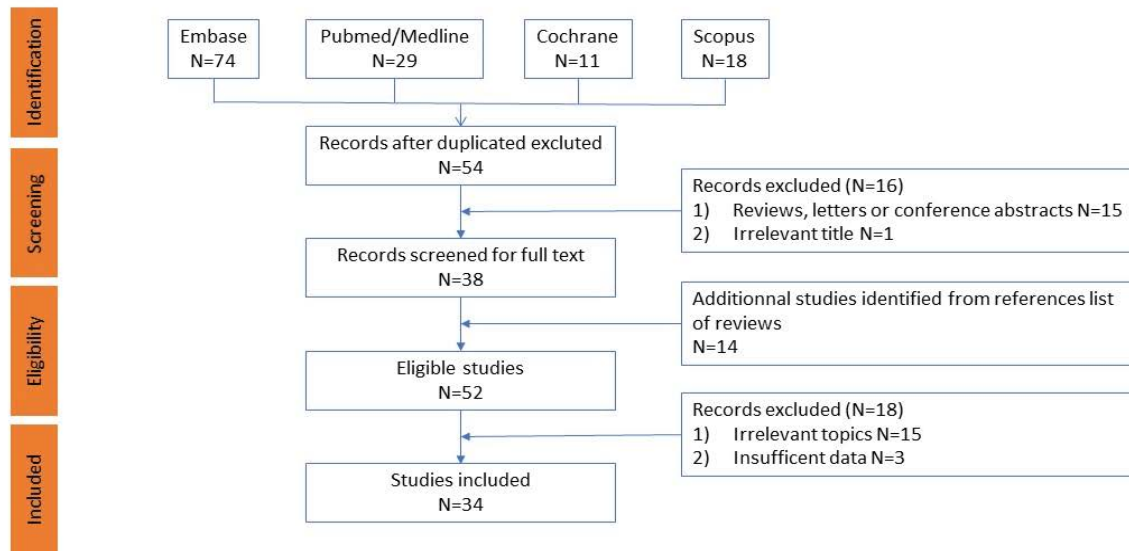 Identification
Embase
N=74
Pubmed/Medline
N=29
Cochrane
N=11
Scopus
N=18
Records after duplicated excluted
N=54
Screening
Records excluded (N=16)
1) Reviews, letters or conference abstracts N=15
2) Irrelevant title N=1
Records screened for full text
N=38
Eligibility
Additionnal studies identified from references list
of reviews
N=14
Eligible studies
N=52
Records excluded (N=18)
1) Irrelevant topics N=15
2) Insufficent data N=3
Included
Studies included
N=34